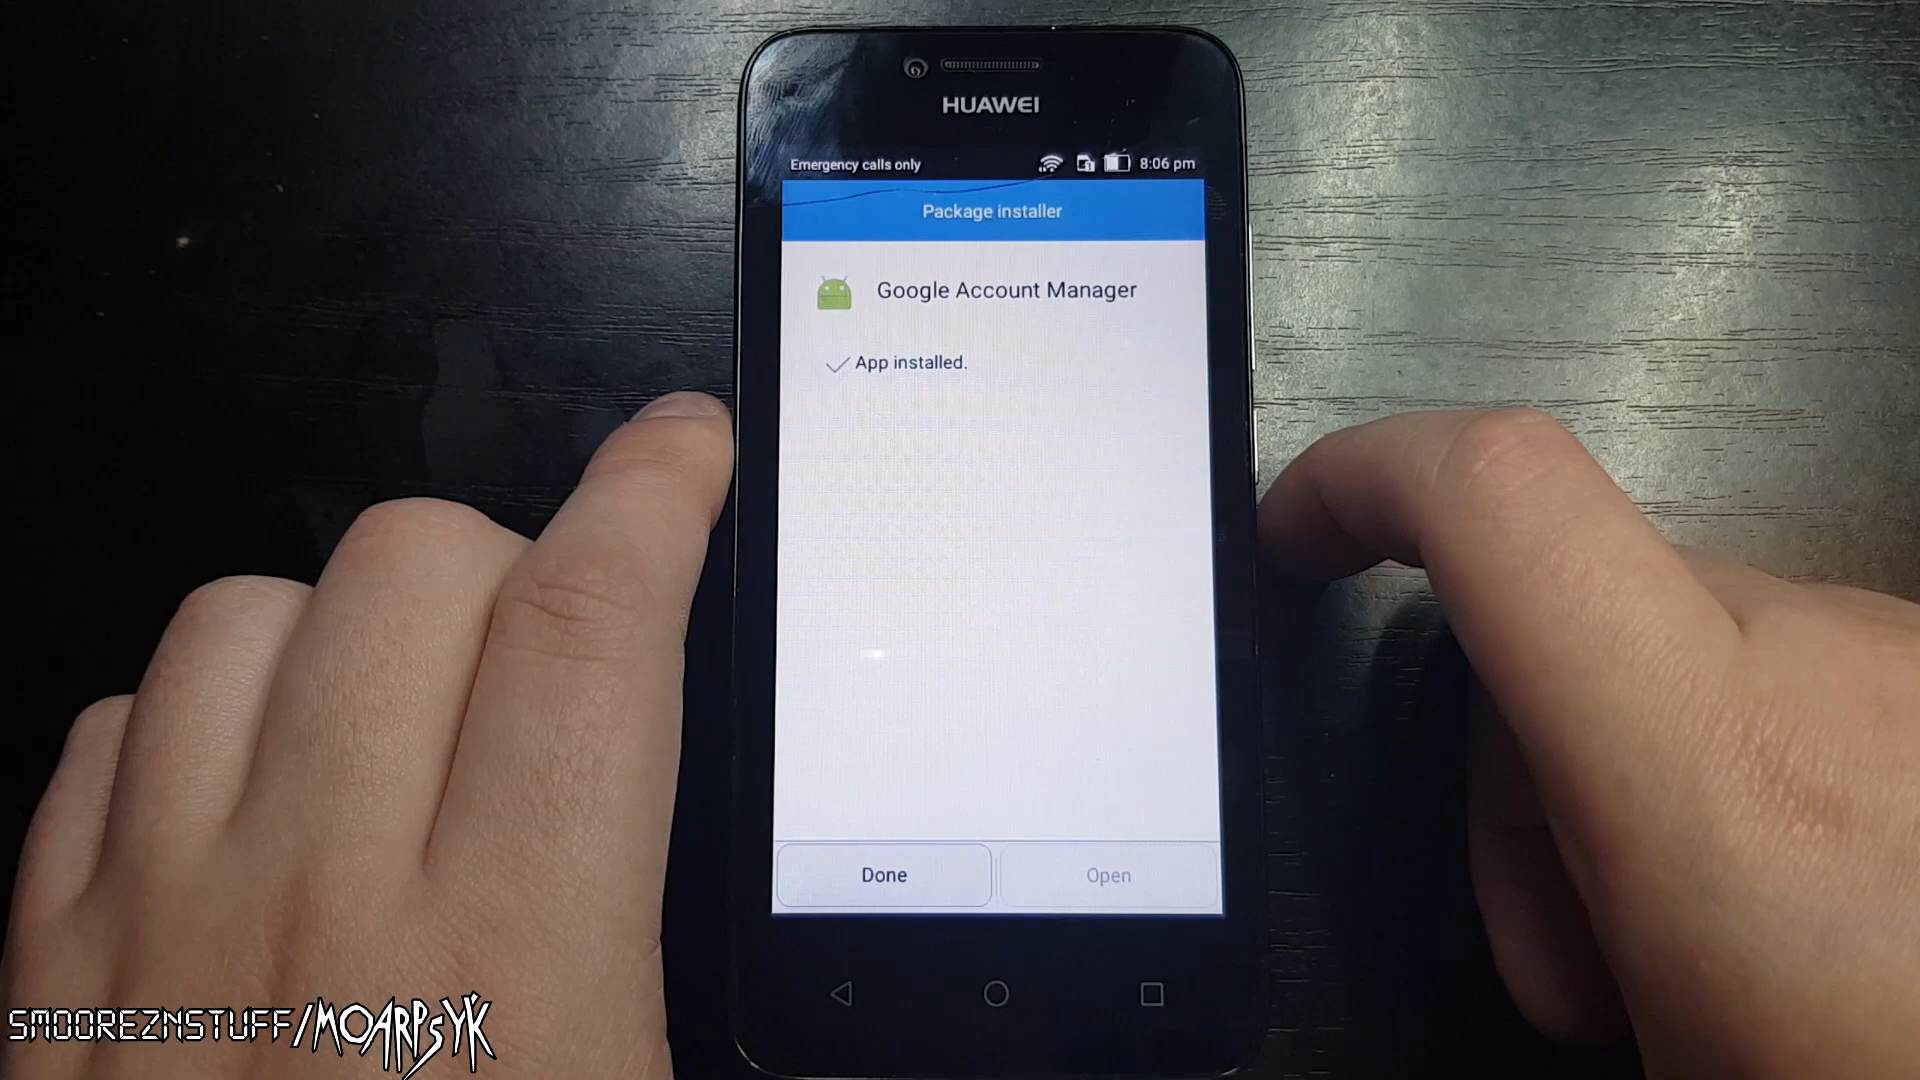 HUAWEI
Emergency calls only 8:06 pm
Package installer
Google Account Manager
App installed.
Done Open
SMOOREZNSTUFF/MOARPSYK